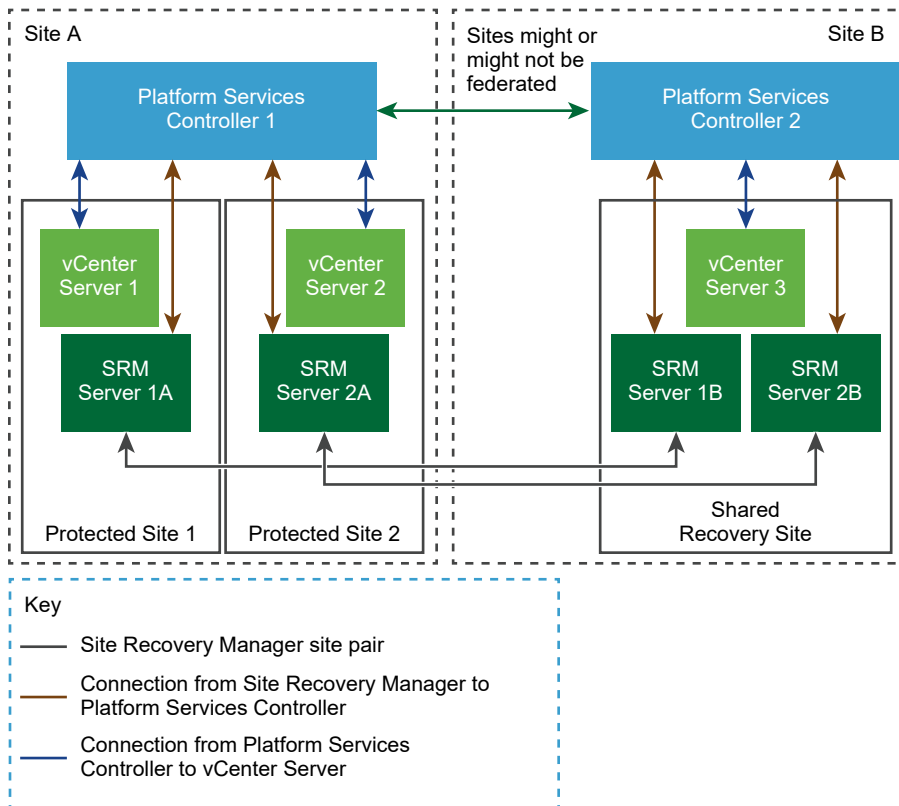 Site A
Sites might or
might not be
federated
Site B
Platform Services
Controller 1
Platform Services
Controller 2
vCenter
Server 1
vCenter
Server 2
vCenter
Server 3
SRM
Server 1A
SRM
Server 2A
SRM
Server 1B
SRM
Server 2B
Protected Site 1
Protected Site 2
Shared
Recovery Site
Key
Site Recovery Manager site pair
Connection from Site Recovery Manager to
Platform Services Controller
Connection from Platform Services
Controller to vCenter Server